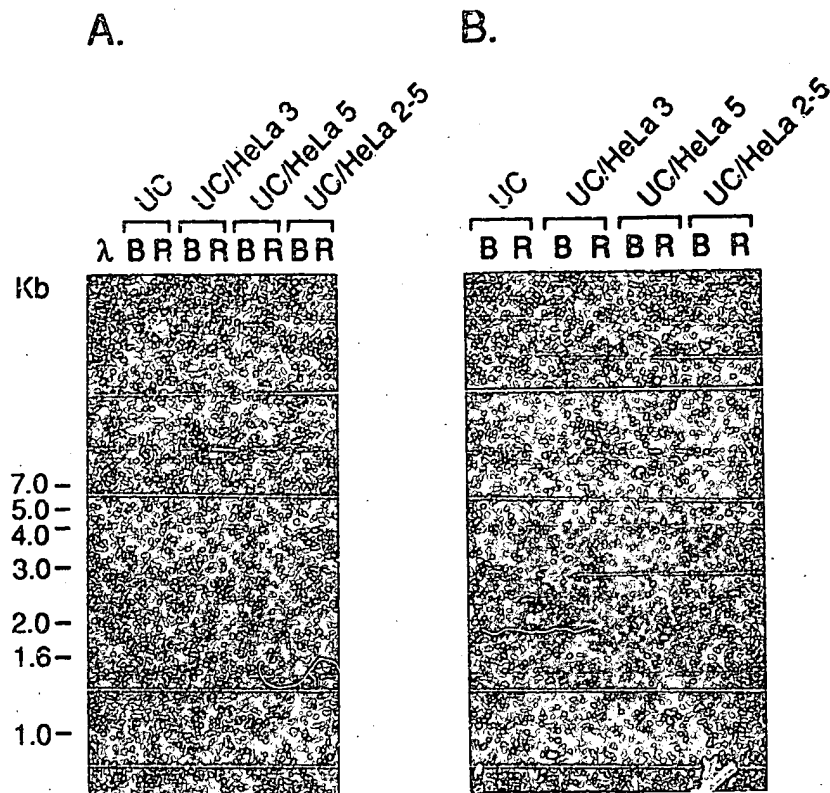 A.
UC UC/HeLa 3 UC/HeLa 5 UC/HeLa 2-5
λ B R B R B R B R
Kb
7.0
5.0
4.0
3.0
2.0
1.6
1.0
B.
UC UC/HeLa 3 UC/HeLa 5 UC/HeLa 2-5
B R B R B R B R